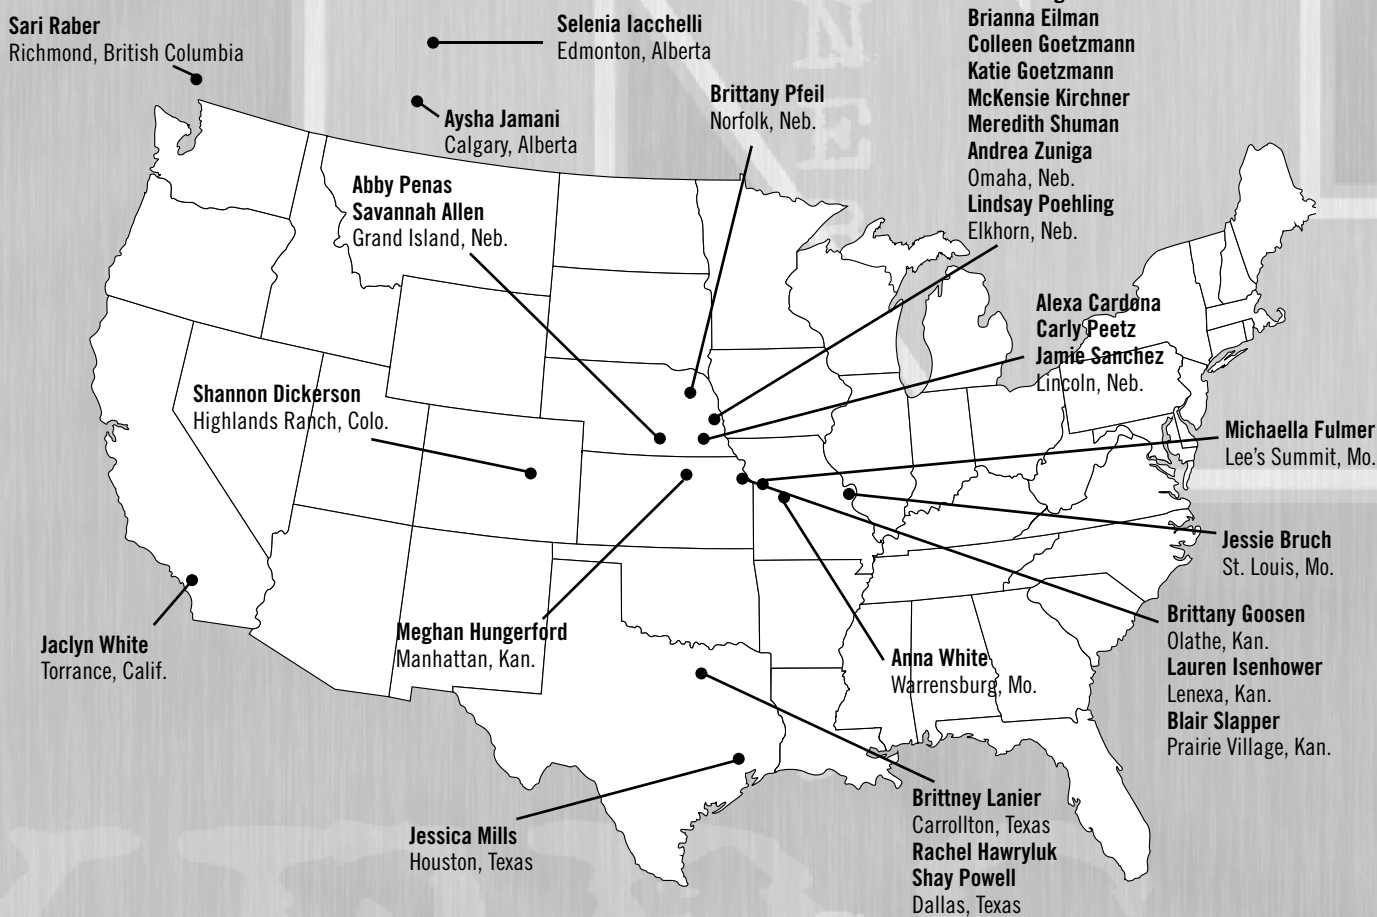 Sari Raber
Richmond, British Columbia
Selenia Iacchelli
Edmonton, Alberta
Aysha Jamani
Calgary, Alberta
Brittany Pfeil
Norfolk, Neb.
Brianna Eilman
Colleen Goetzmann
Katie Goetzmann
McKensie Kirchner
Meredith Shuman
Andrea Zuniga
Omaha, Neb.
Lindsay Poehling
Elkhorn, Neb.
Abby Penas
Savannah Allen
Grand Island, Neb.
Alexa Cardona
Carly Peetz
Jamie Sanchez
Lincoln, Neb.
Shannon Dickerson
Highlands Ranch, Colo.
Michaella Fulmer
Lee's Summit, Mo.
Jessie Bruch
St. Louis, Mo.
Brittany Goosen
Olathe, Kan.
Lauren Isenhower
Lenexa, Kan.
Blair Slapper
Prairie Village, Kan.
Jaclyn White
Torrance, Calif.
Meghan Hungerford
Manhattan, Kan.
Anna White
Warrensburg, Mo.
Jessica Mills
Houston, Texas
Brittney Lanier
Carrollton, Texas
Rachel Hawryluk
Shay Powell
Dallas, Texas